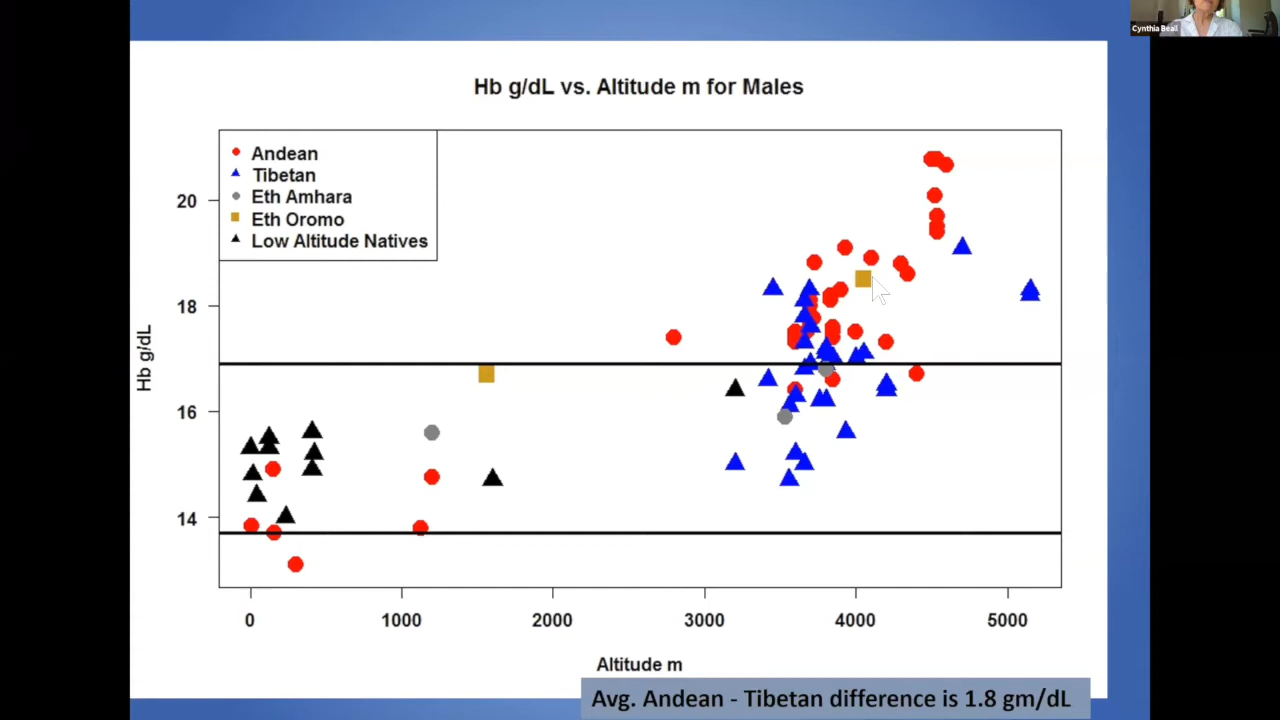 Cynthia Beall
Hb g/dL vs. Altitude m for Males
Andean
Tibetan
Eth Amhara
Eth Oromo
Low Altitude Natives
20
18
16
14
Hb g/dL
0 1000 2000 3000 4000 5000
Altitude m
Avg. Andean - Tibetan difference is 1.8 gm/dL